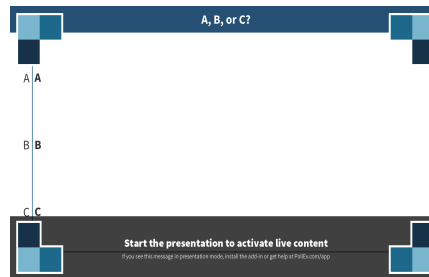 A, B, or C?
A A
B B
C C
Start the presentation to activate live content
If you see this message in presentation mode, install the add-in or get help at PollEv.com/app